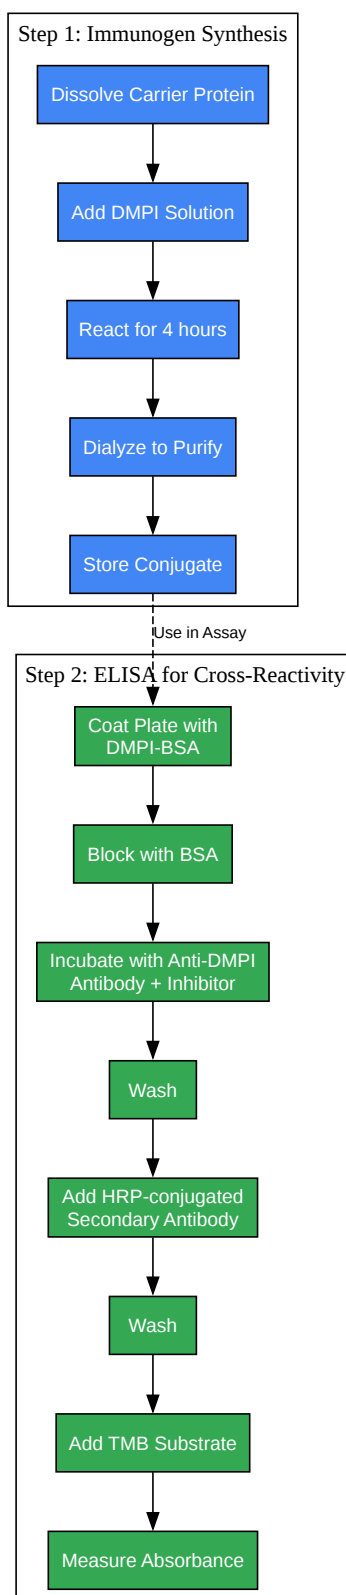 Step 1: Immunogen Synthesis
Dissolve Carrier Protein
Add DMPI Solution
React for 4 hours
Dialyze to Purify
Store Conjugate
Use in Assay
Step 2: ELISA for Cross-Reactivity
Coat Plate with
DMPI-BSA
Block with BSA
Incubate with Anti-DMPI
Antibody + Inhibitor
Wash
Add HRP-conjugated
Secondary Antibody
Wash
Add TMB Substrate
Measure Absorbance